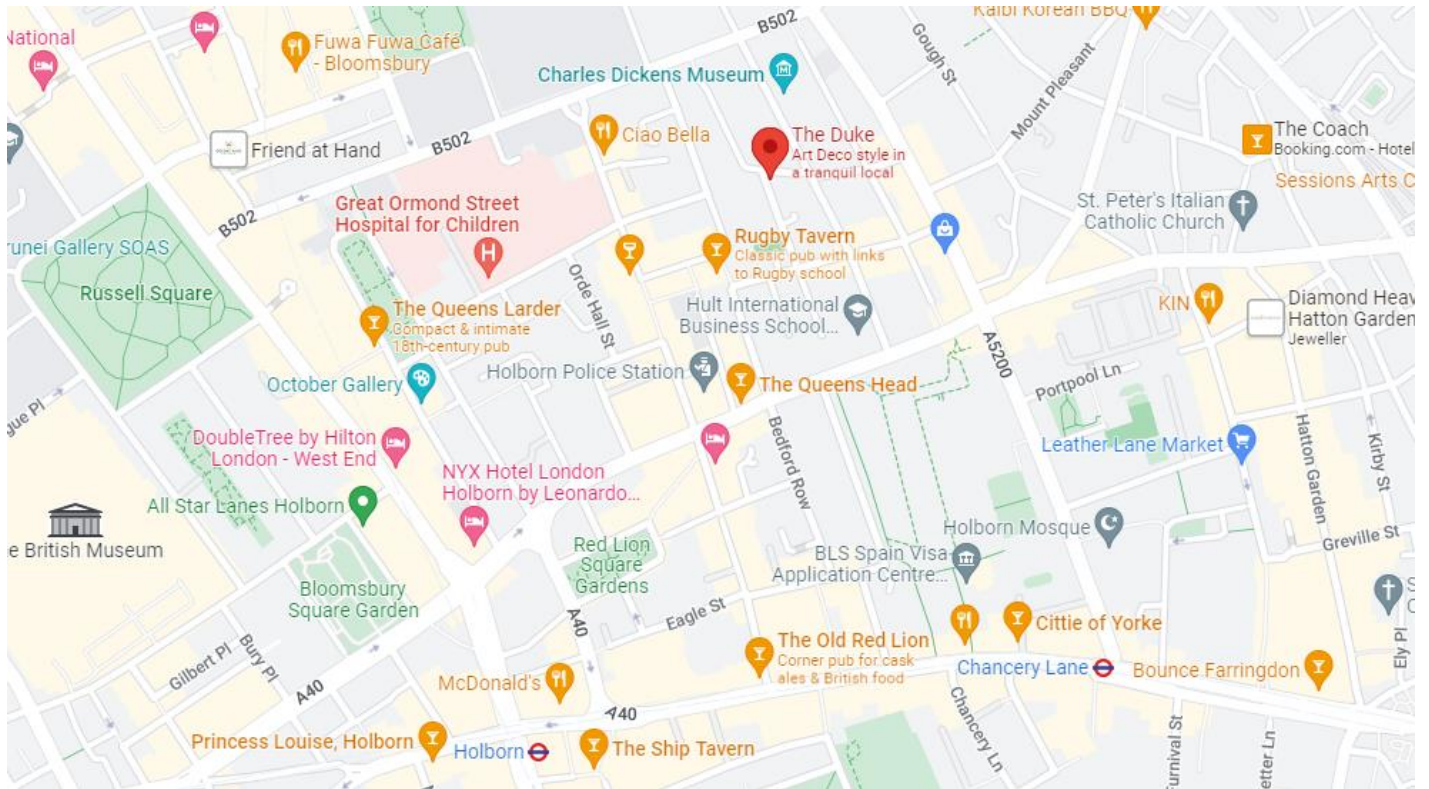 Kalbi Korean BBQ
B502
National
Fuwa Fuwa Café
- Bloomsbury
Gough St
Charles Dickens Museum
Mount Pleasant
Ciao Bella
The Duke
Art Deco style in
a tranquil local
The Coach
Booking.com - Hotel
Friend at Hand
B502
Sessions Arts C
Great Ormond Street
Hospital for Children
St. Peter's Italian
Catholic Church
B502
runei Gallery SOAS
Rugby Tavern
Classic pub with links
to Rugby school
H
Russell Square
Orde Hall St
The Queens Larder
Compact & intimate
18th-century pub
Hult International
Business School...
KIN
Diamond Heav
Hatton Garden
Jeweller
A5200
October Gallery
Holborn Police Station
The Queens Head
Portpool Ln
gue Pl
DoubleTree by Hilton
London - West End
Bedford Row
Leather Lane Market
Hatton Garden
Kirby St
NYX Hotel London
Holborn by Leonardo...
All Star Lanes Holborn
Holborn Mosque
e British Museum
Red Lion
Square
Gardens
BLS Spain Visa
Application Centre...
Greville St
Bloomsbury
Square Garden
S
C
A40
Eagle St
Cittie of Yorke
Ely Pl
The Old Red Lion
Corner pub for cask
ales & British food
Gilbert Pl
Bury Pl
Chancery Lane
Bounce Farringdon
McDonald's
A40
A40
Chancery Ln
Princess Louise, Holborn
Holborn
The Ship Tavern
Furnival St
etter Ln